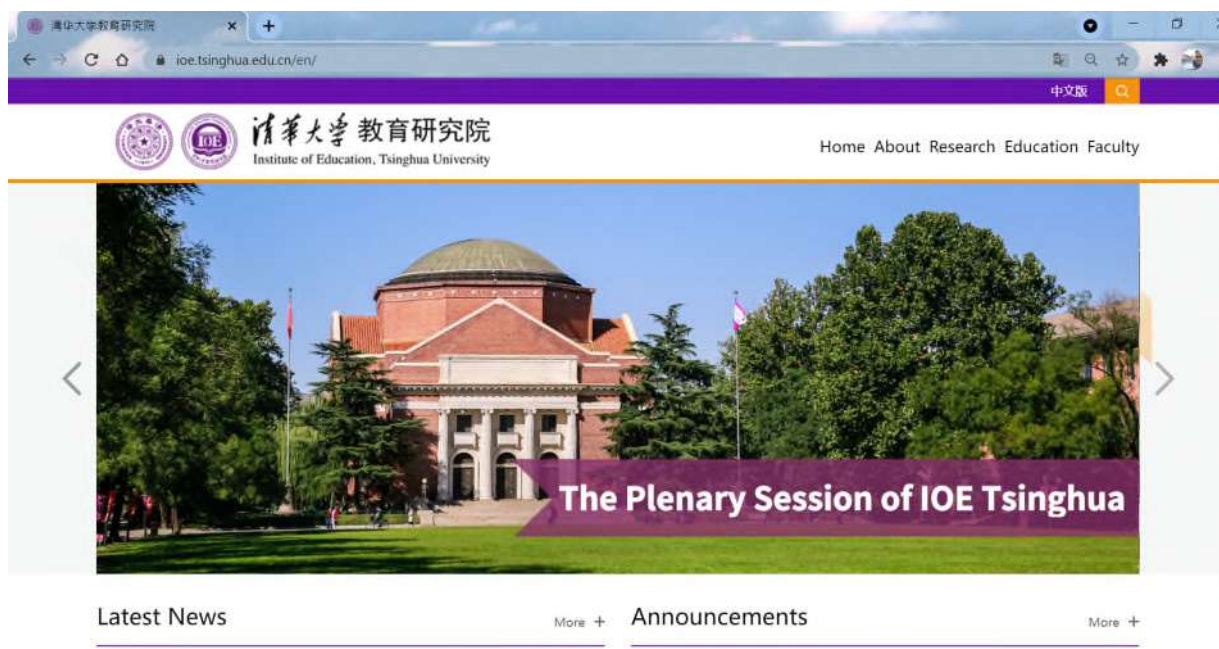 清华大学教育研究院
ioe.tsinghua.edu.cn/en/
中文版
IOE
清华大学 教育研究院
Institute of Education, Tsinghua University
Home About Research Education Faculty
The Plenary Session of IOE Tsinghua
Latest News
More +
Announcements
More +